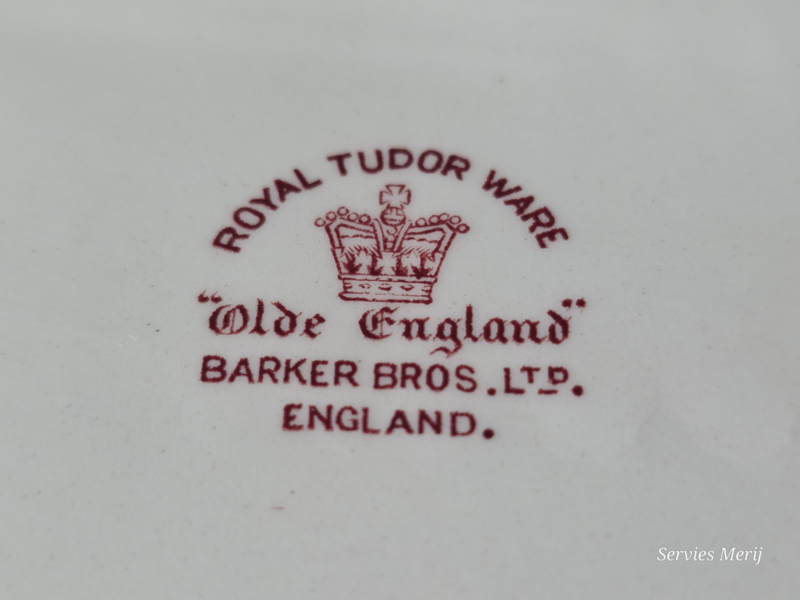 ROYAL TUDOR WARE
"Olde England"
BARKER BROS. LTD.
ENGLAND.
Servies Merij